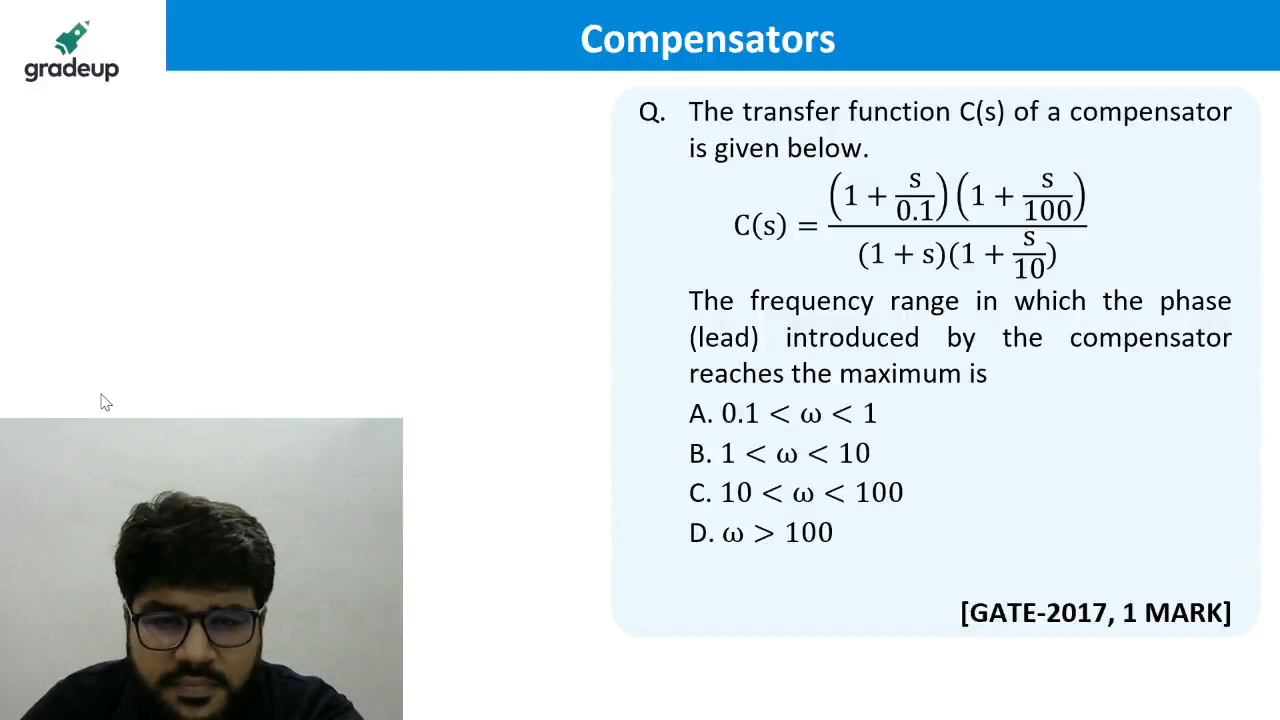 gradeup
Compensators
Q. The transfer function C(s) of a compensator
is given below.
C(s) = ((1 + s/0.1)(1 + s/100))/((1 + s)(1 + s/10))
The frequency range in which the phase
(lead) introduced by the compensator
reaches the maximum is
A. 0.1 < ω < 1
B. 1 < ω < 10
C. 10 < ω < 100
D. ω > 100
[GATE-2017, 1 MARK]